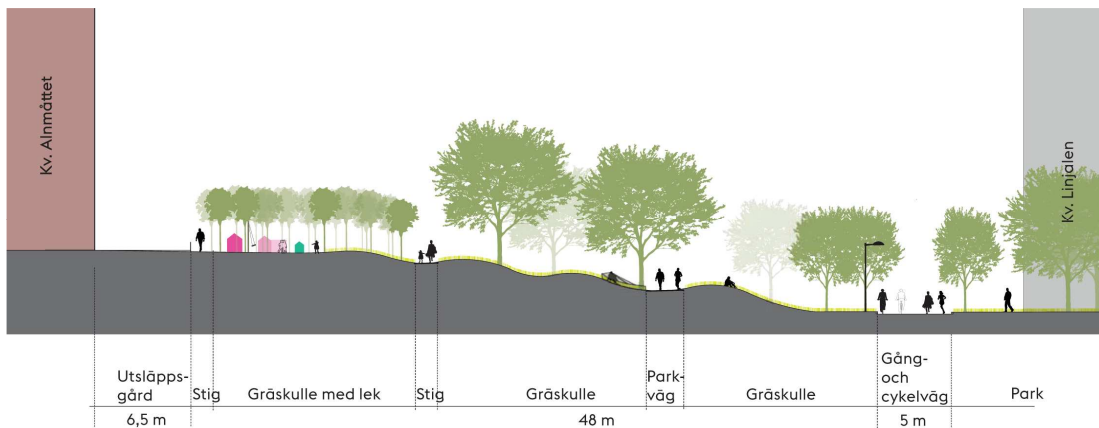 Kv. Alnmåttet
Kv. Linjalen
Utsläpps-
gård
Stig
Gräskulle med lek
Stig
Gräskulle
Park-
väg
Gräskulle
Gång-
och
cykelväg
Park
6,5 m
48 m
5 m